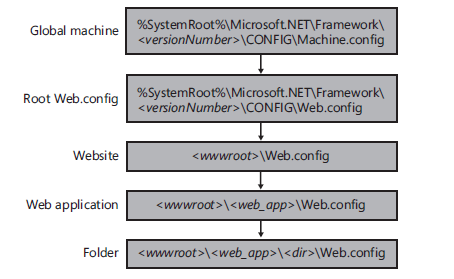 Global machine
%SystemRoot%\Microsoft.NET\Framework\
<versionNumber>\CONFIG\Machine.config
Root Web.config
%SystemRoot%\Microsoft.NET\Framework\
<versionNumber>\CONFIG\Web.config
Website
<wwwroot>\Web.config
Web application
<wwwroot>\<web_app>\Web.config
Folder
<wwwroot>\<web_app>\<dir>\Web.config